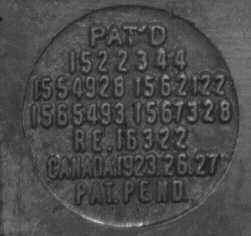 PAT'D
1522344
1554928 1562122
1565493 1567328
RE. 16322
CANADA.1923.26.27
PAT. PEND.